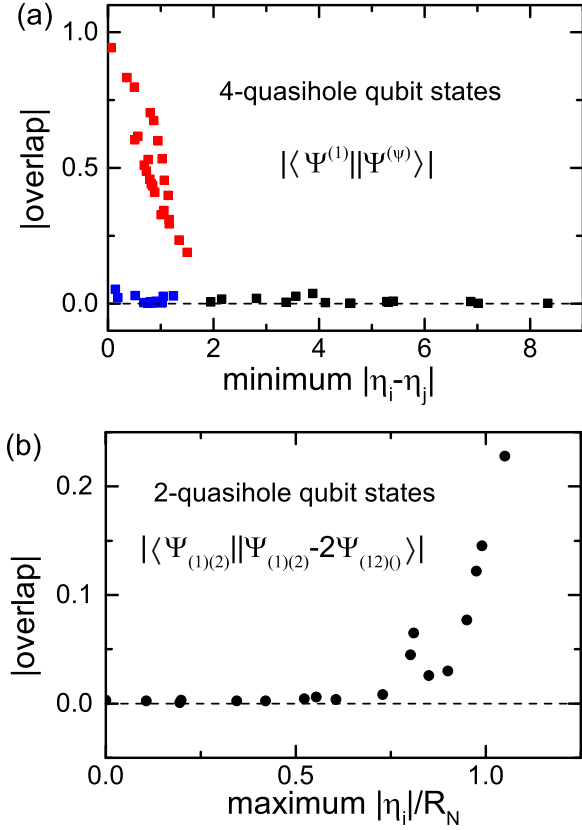 (a)
1.0
0.5
0.0
|overlap|
4-quasihole qubit states
|⟨Ψ^(1)||Ψ^(ψ)⟩|
0 2 4 6 8
minimum |η_i-η_j|
(b)
0.2
0.1
0.0
|overlap|
2-quasihole qubit states
|⟨Ψ_(1)(2)||Ψ_(1)(2)-2Ψ_(12)()⟩|
0.0 0.5 1.0
maximum |η_i|/R_N